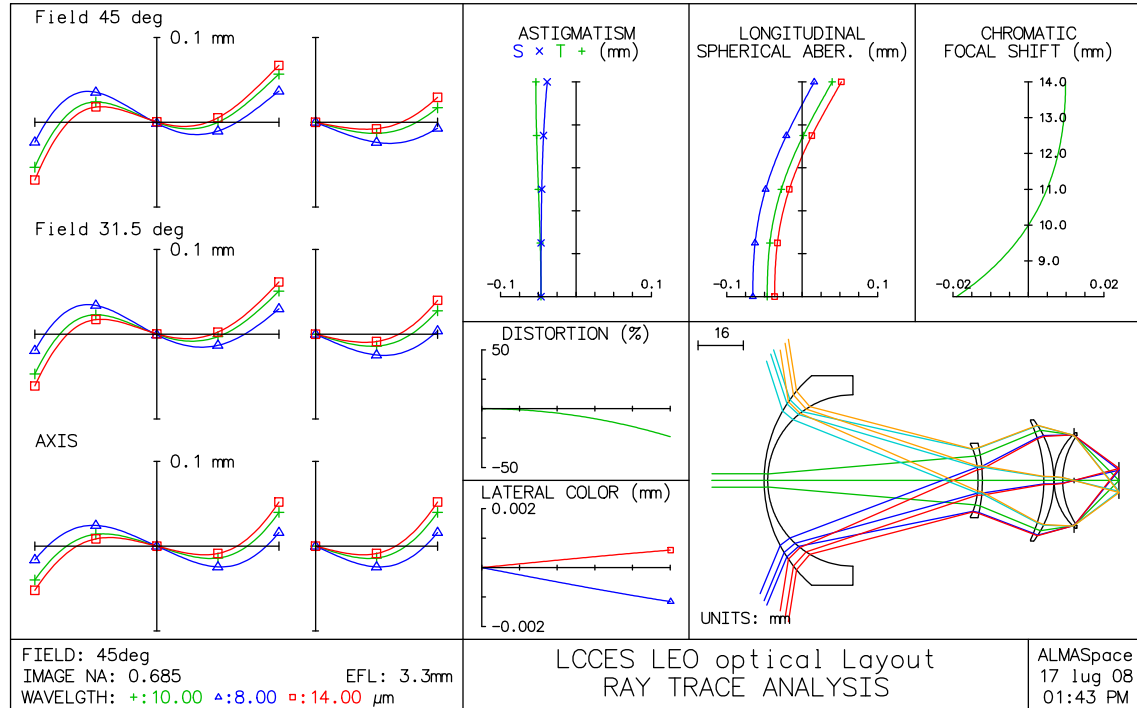 Field 45 deg
0.1 mm
Field 31.5 deg
0.1 mm
AXIS
0.1 mm
ASTIGMATISM
S × T + (mm)
-0.1
0.1
LONGITUDINAL
SPHERICAL ABER. (mm)
-0.1
0.1
CHROMATIC
FOCAL SHIFT (mm)
14.0
13.0
12.0
11.0
10.0
9.0
-0.02
0.02
DISTORTION (%)
50
-50
LATERAL COLOR (mm)
0.002
-0.002
16
UNITS: mm
FIELD: 45deg
IMAGE NA: 0.685 EFL: 3.3mm
WAVELGTH: +:10.00 △:8.00 □:14.00 μm
LCCES LEO optical Layout
RAY TRACE ANALYSIS
ALMASpace
17 lug 08
01:43 PM